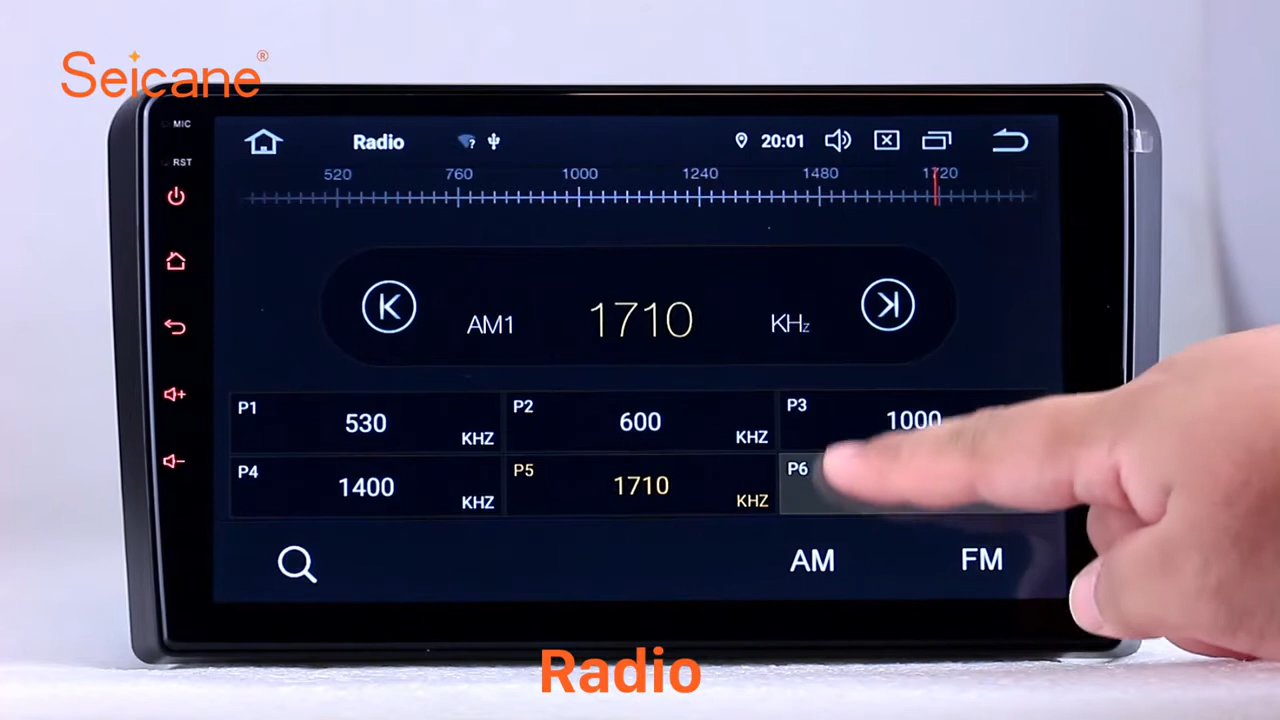 Seicane®
MIC
RST
Radio
20:01
520 760 1000 1240 1480 1720
AM1 1710 KHz
P1 530 KHZ
P2 600 KHZ
P3 1000
P4 1400 KHZ
P5 1710 KHZ
P6
AM FM
Radio